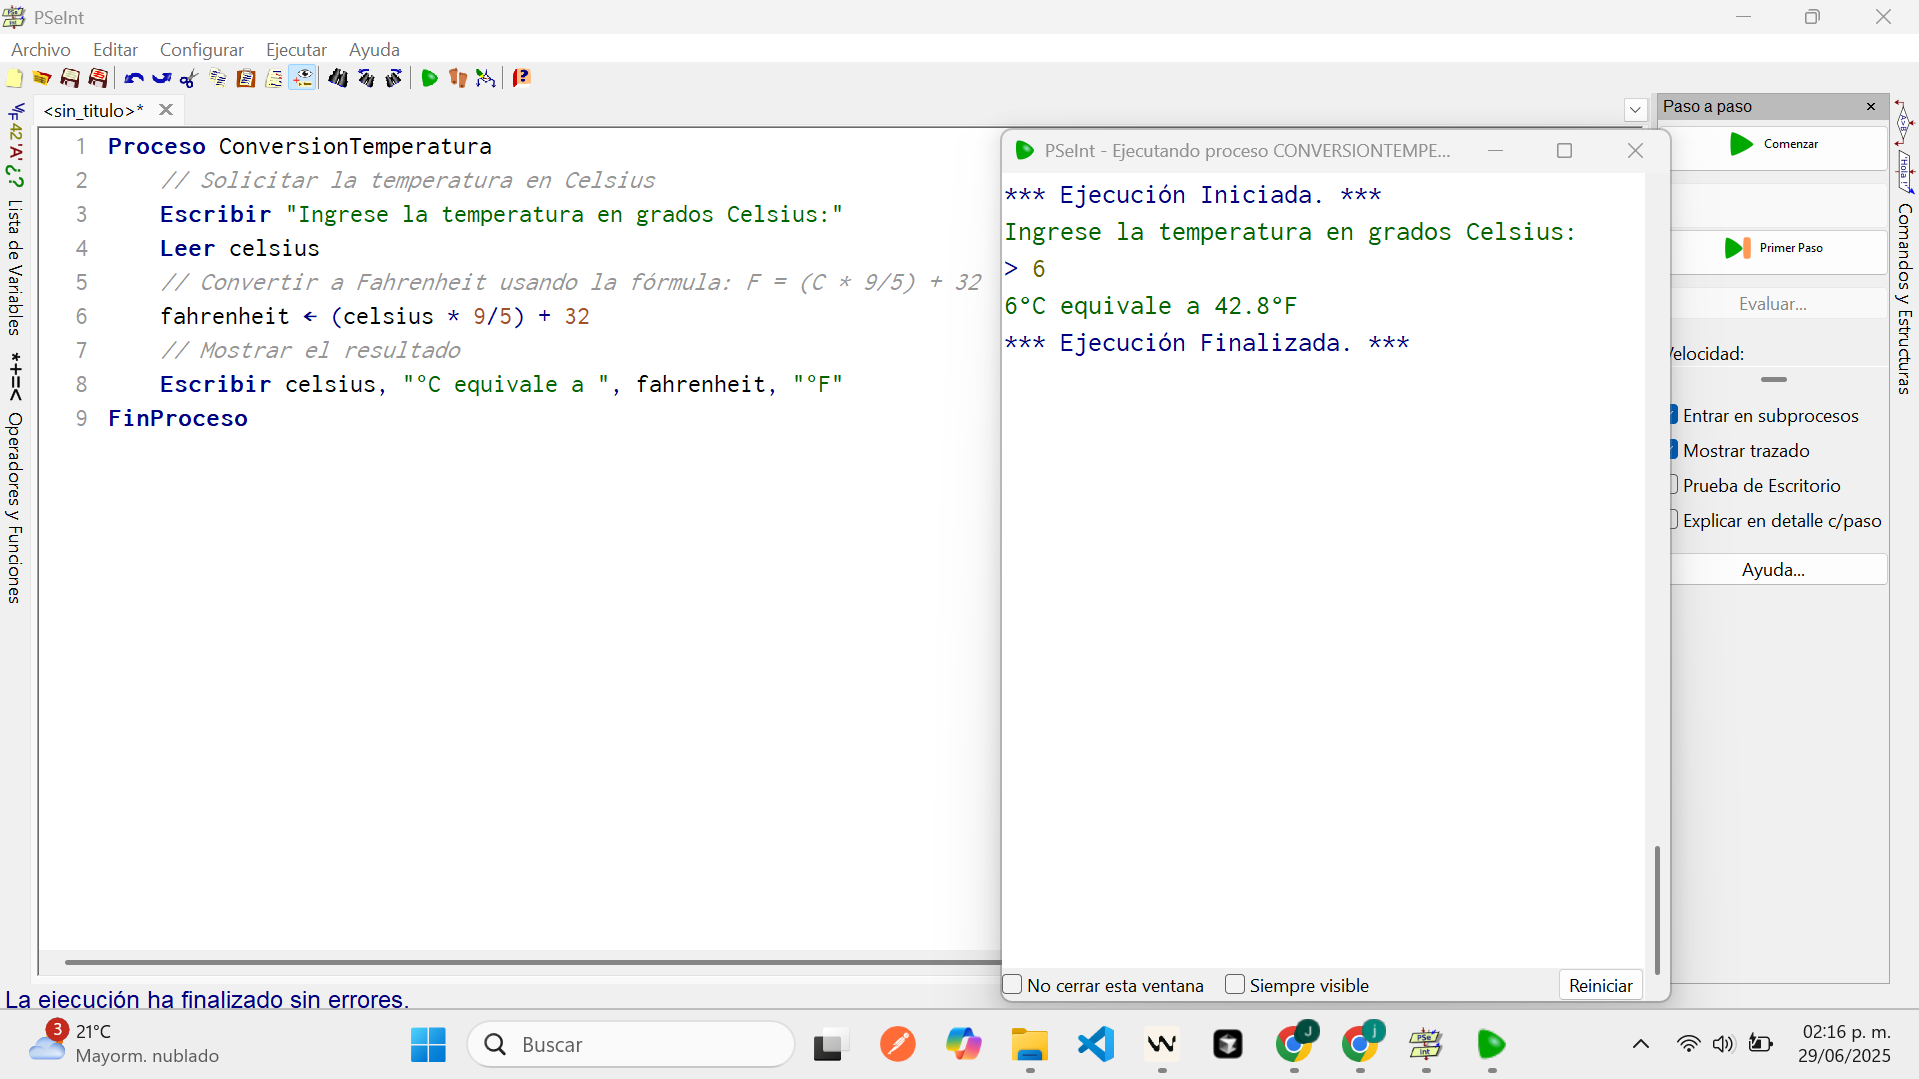 PSeInt
Archivo Editar Configurar Ejecutar Ayuda
<sin_titulo>*
1 Proceso ConversionTemperatura
2 // Solicitar la temperatura en Celsius
3 Escribir "Ingrese la temperatura en grados Celsius:"
4 Leer celsius
5 // Convertir a Fahrenheit usando la fórmula: F = (C * 9/5) + 32
6 fahrenheit ← (celsius * 9/5) + 32
7 // Mostrar el resultado
8 Escribir celsius, "°C equivale a ", fahrenheit, "°F"
9 FinProceso
Lista de Variables
*+=<
Operadores y Funciones
PSeInt - Ejecutando proceso CONVERSIONTEMPE...
*** Ejecución Iniciada. ***
Ingrese la temperatura en grados Celsius:
> 6
6°C equivale a 42.8°F
*** Ejecución Finalizada. ***
No cerrar esta ventana Siempre visible Reiniciar
Paso a paso
Comenzar
Primer Paso
Evaluar...
Velocidad:
Entrar en subprocesos
Mostrar trazado
Prueba de Escritorio
Explicar en detalle c/paso
Ayuda...
Comandos y Estructuras
La ejecución ha finalizado sin errores.
3
21°C
Mayorm. nublado
Buscar
02:16 p. m.
29/06/2025